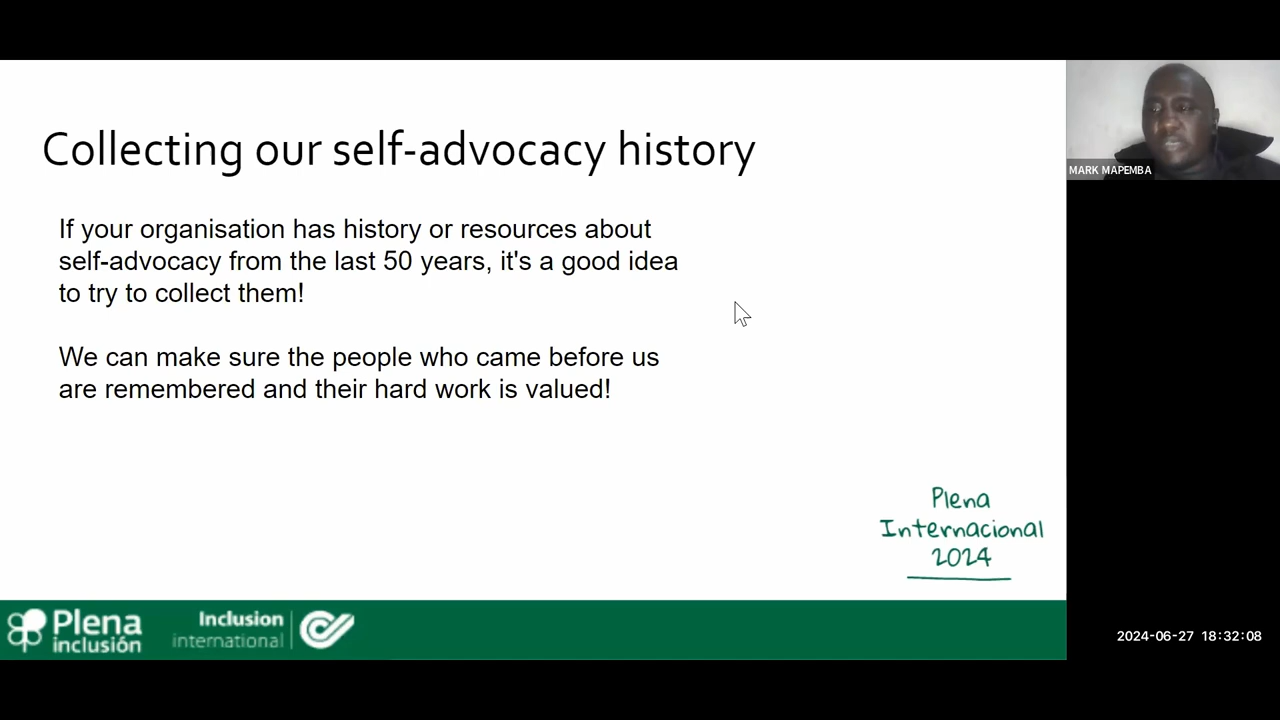 Collecting our self-advocacy history
If your organisation has history or resources about
self-advocacy from the last 50 years, it's a good idea
to try to collect them!
We can make sure the people who came before us
are remembered and their hard work is valued!
Plena
Internacional
2024
Plena
inclusión
Inclusion
international
MARK MAPEMBA
2024-06-27 18:32:08